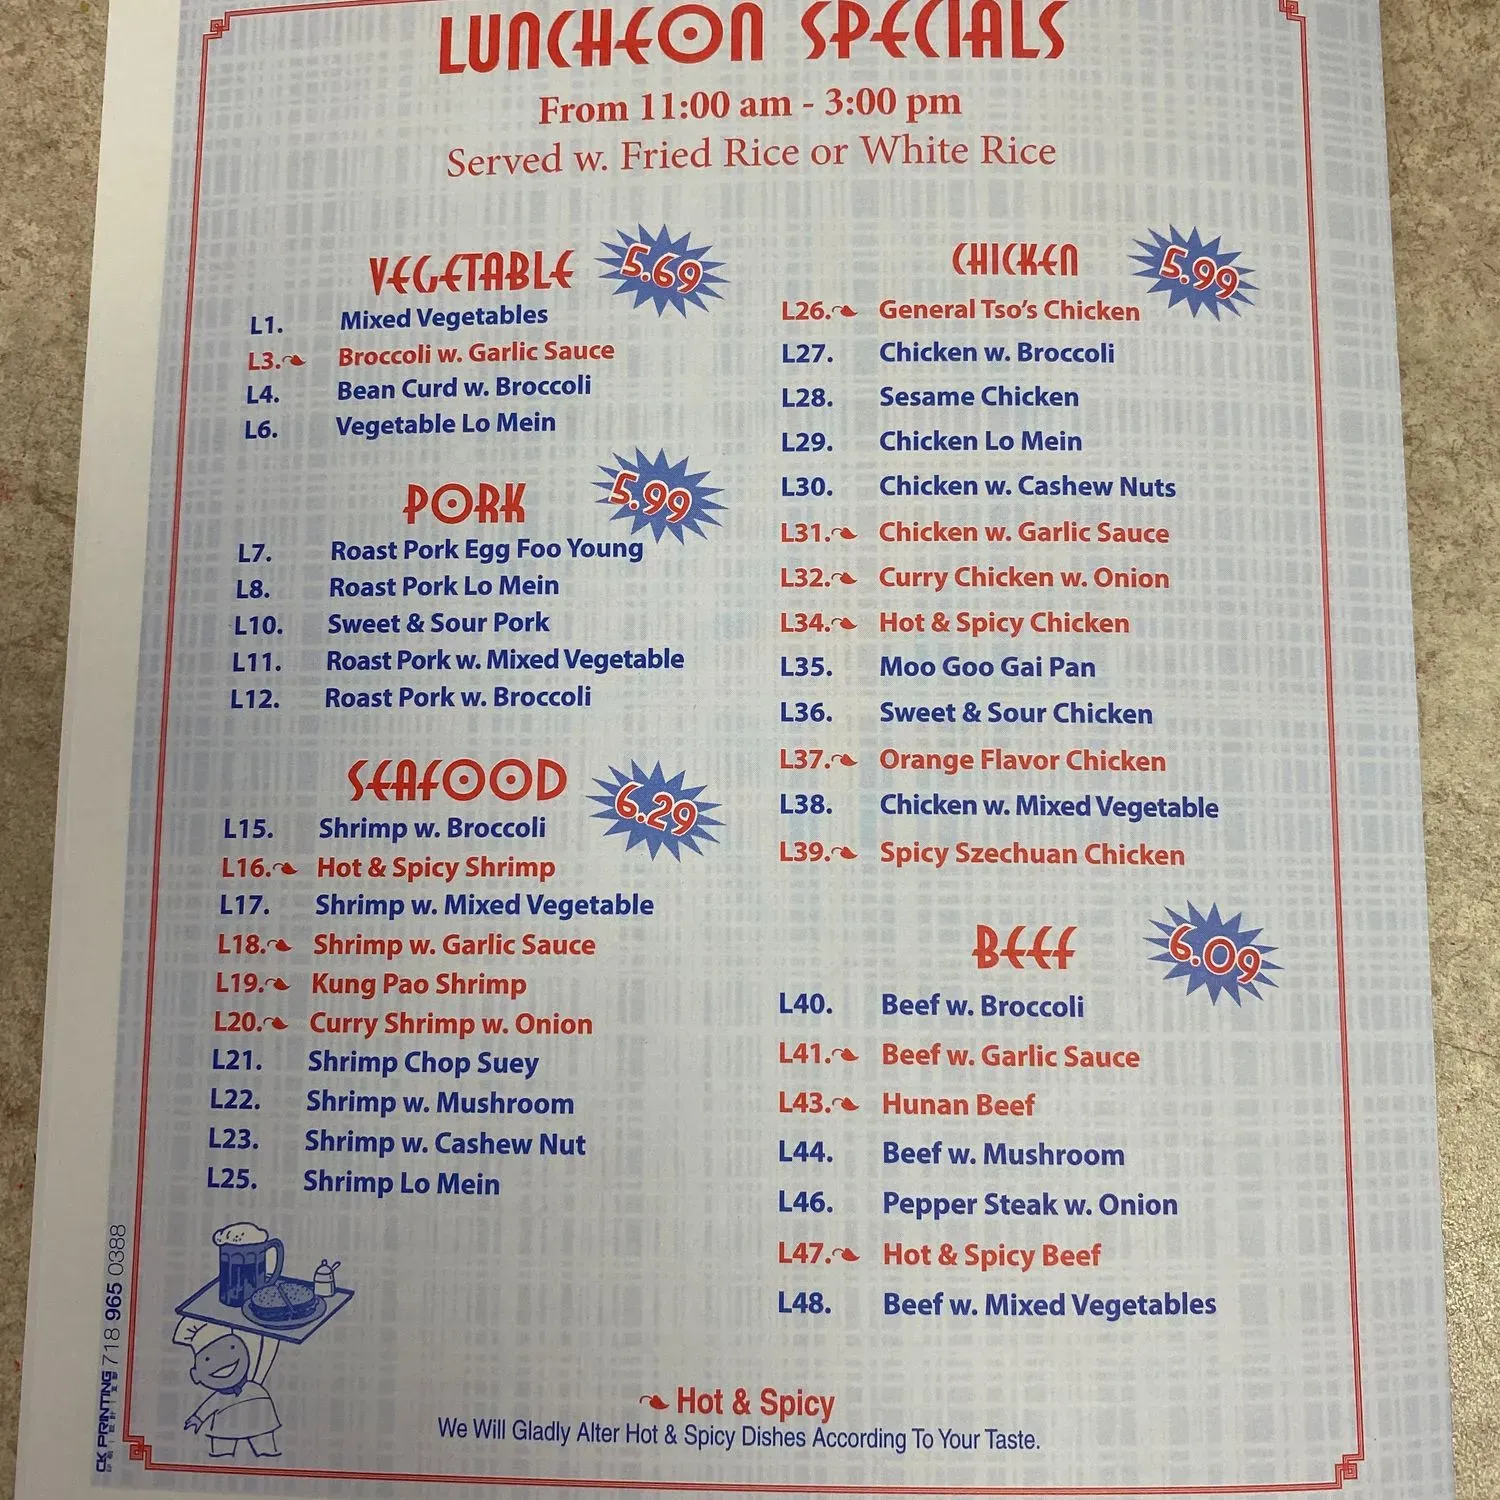 LUNCHEON SPECIALS
From 11:00 am - 3:00 pm
Served w. Fried Rice or White Rice
VEGETABLE 5.69
L1. Mixed Vegetables
L3. Broccoli w. Garlic Sauce
L4. Bean Curd w. Broccoli
L6. Vegetable Lo Mein
PORK 5.99
L7. Roast Pork Egg Foo Young
L8. Roast Pork Lo Mein
L10. Sweet & Sour Pork
L11. Roast Pork w. Mixed Vegetable
L12. Roast Pork w. Broccoli
SEAFOOD 6.29
L15. Shrimp w. Broccoli
L16. Hot & Spicy Shrimp
L17. Shrimp w. Mixed Vegetable
L18. Shrimp w. Garlic Sauce
L19. Kung Pao Shrimp
L20. Curry Shrimp w. Onion
L21. Shrimp Chop Suey
L22. Shrimp w. Mushroom
L23. Shrimp w. Cashew Nut
L25. Shrimp Lo Mein
CHICKEN 5.99
L26. General Tso's Chicken
L27. Chicken w. Broccoli
L28. Sesame Chicken
L29. Chicken Lo Mein
L30. Chicken w. Cashew Nuts
L31. Chicken w. Garlic Sauce
L32. Curry Chicken w. Onion
L34. Hot & Spicy Chicken
L35. Moo Goo Gai Pan
L36. Sweet & Sour Chicken
L37. Orange Flavor Chicken
L38. Chicken w. Mixed Vegetable
L39. Spicy Szechuan Chicken
BEEF 6.09
L40. Beef w. Broccoli
L41. Beef w. Garlic Sauce
L43. Hunan Beef
L44. Beef w. Mushroom
L46. Pepper Steak w. Onion
L47. Hot & Spicy Beef
L48. Beef w. Mixed Vegetables
Hot & Spicy
We Will Gladly Alter Hot & Spicy Dishes According To Your Taste.
CK PRINTING 718 965 0388